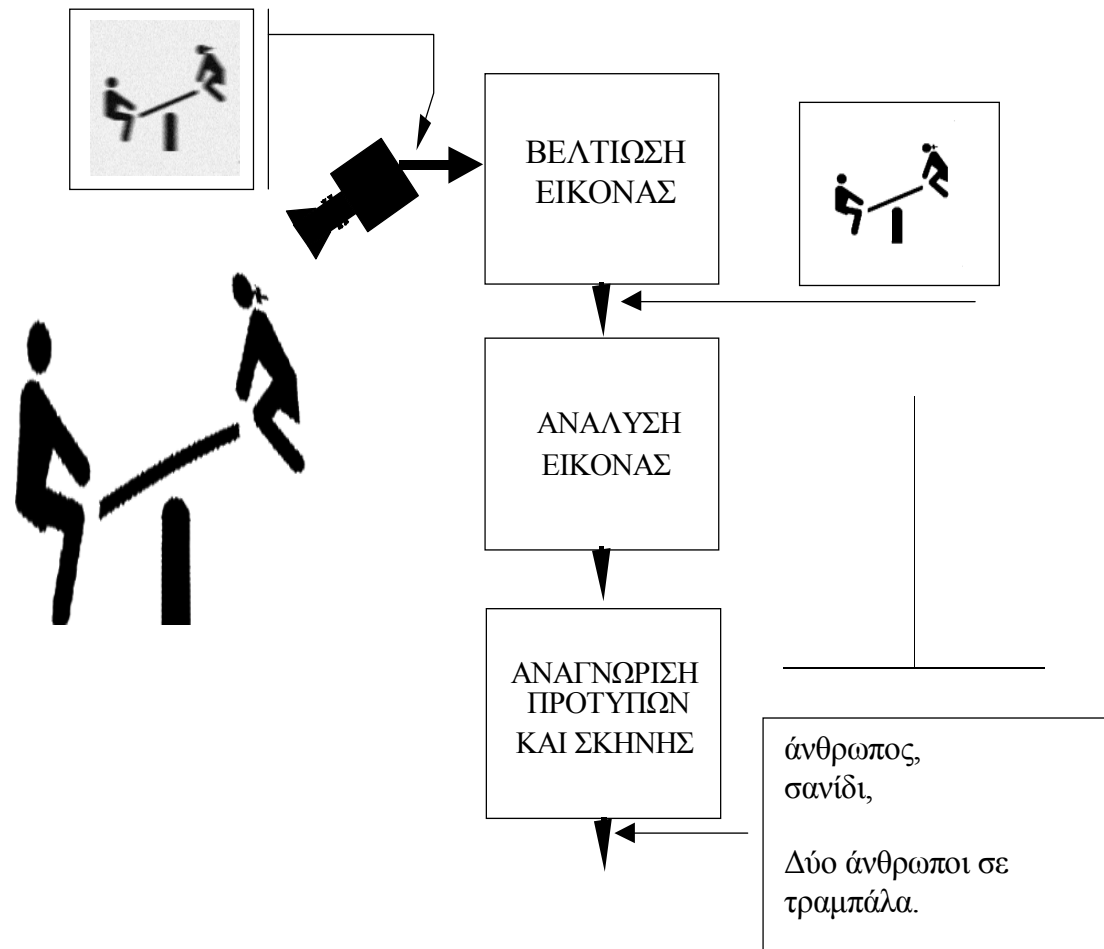 ΒΕΛΤΙΩΣΗ
ΕΙΚΟΝΑΣ
ΑΝΑΛΥΣΗ
ΕΙΚΟΝΑΣ
ΑΝΑΓΝΩΡΙΣΗ
ΠΡΟΤΥΠΩΝ
ΚΑΙ ΣΚΗΝΗΣ
άνθρωπος,
σανίδι,
Δύο άνθρωποι σε
τραμπάλα.